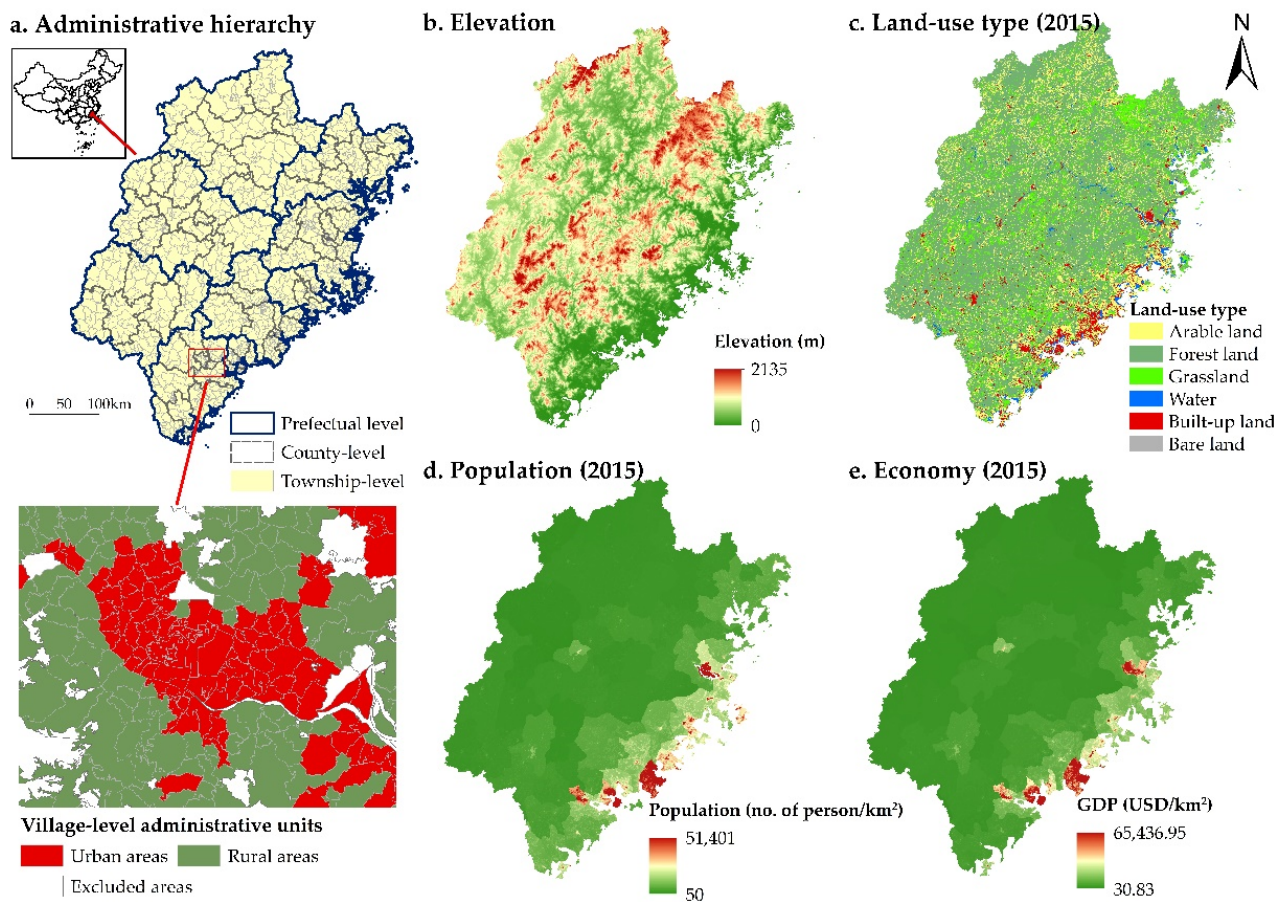 a. Administrative hierarchy
0 50 100km
Prefectual level
County-level
Township-level
Village-level administrative units
Urban areas
Rural areas
Excluded areas
b. Elevation
Elevation (m)
2135
0
c. Land-use type (2015)
N
Land-use type
Arable land
Forest land
Grassland
Water
Built-up land
Bare land
d. Population (2015)
Population (no. of person/km²)
51,401
50
e. Economy (2015)
GDP (USD/km²)
65,436.95
30.83